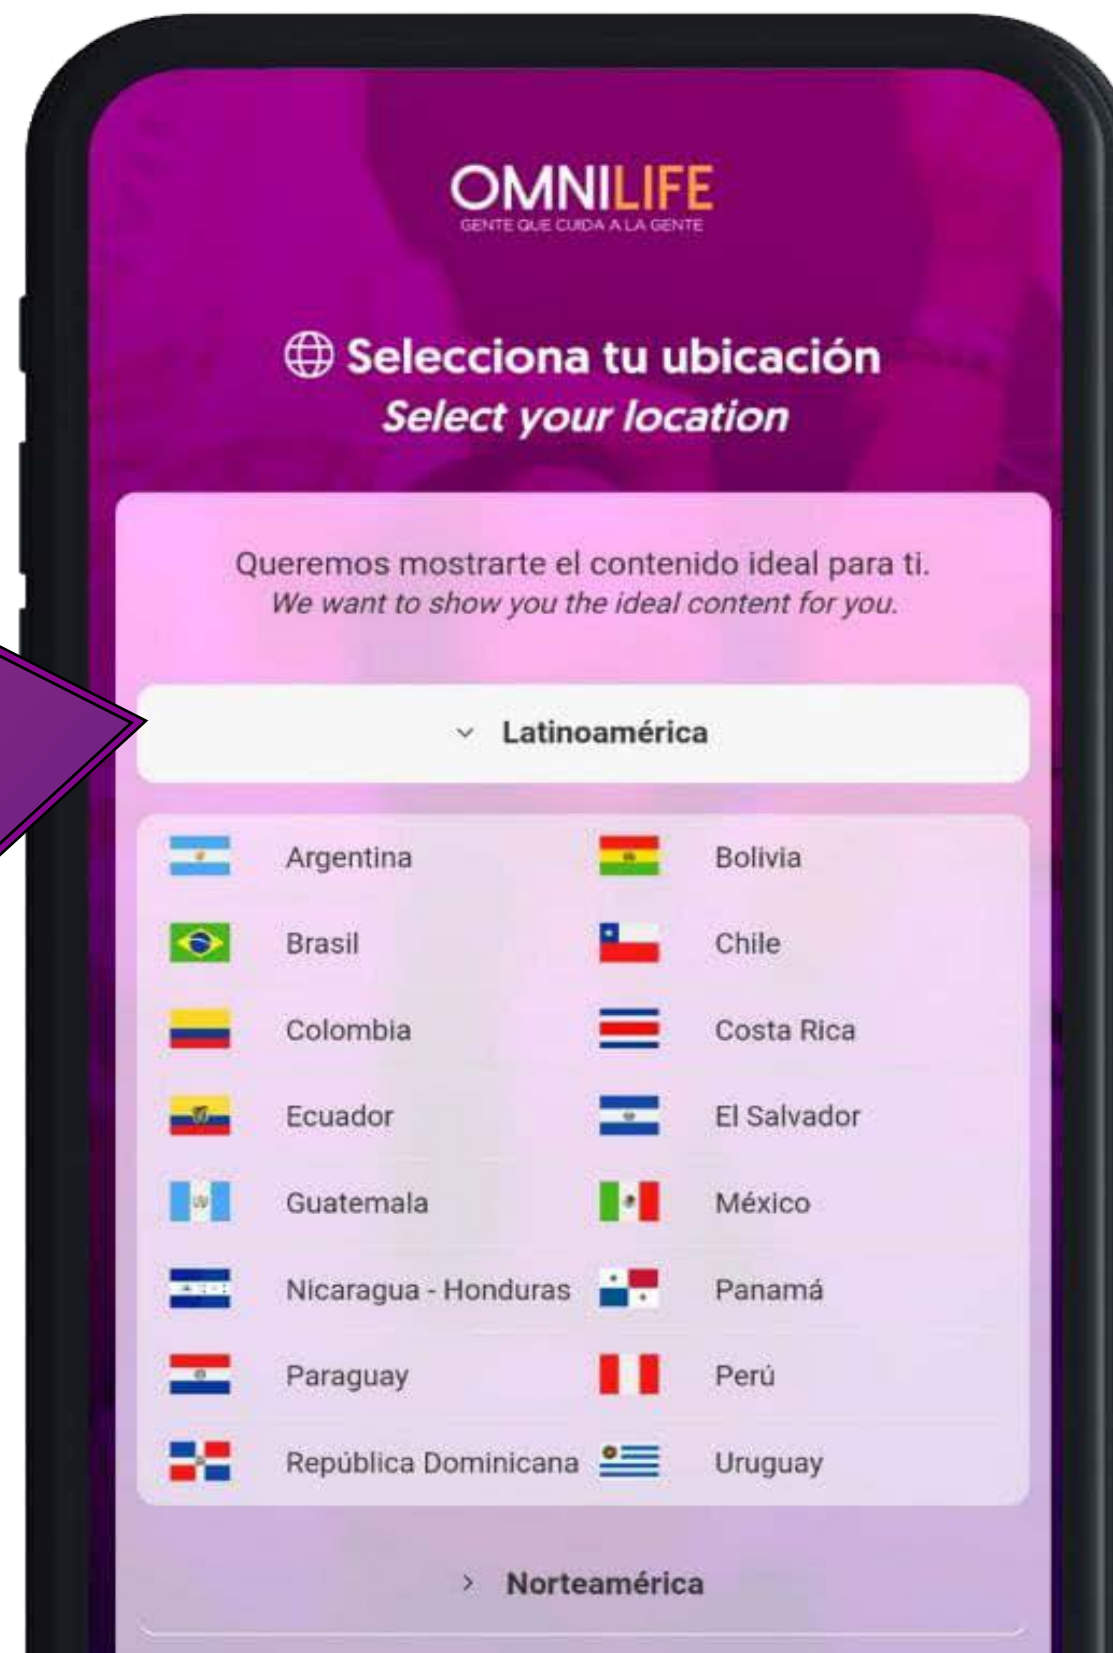 OMNILIFE
GENTE QUE CUIDA A LA GENTE
Selecciona tu ubicación
Select your location
Queremos mostrarte el contenido ideal para ti.
We want to show you the ideal content for you.
Latinoamérica
Argentina Bolivia
Brasil Chile
Colombia Costa Rica
Ecuador El Salvador
Guatemala México
Nicaragua - Honduras Panamá
Paraguay Perú
República Dominicana Uruguay
Norteamérica